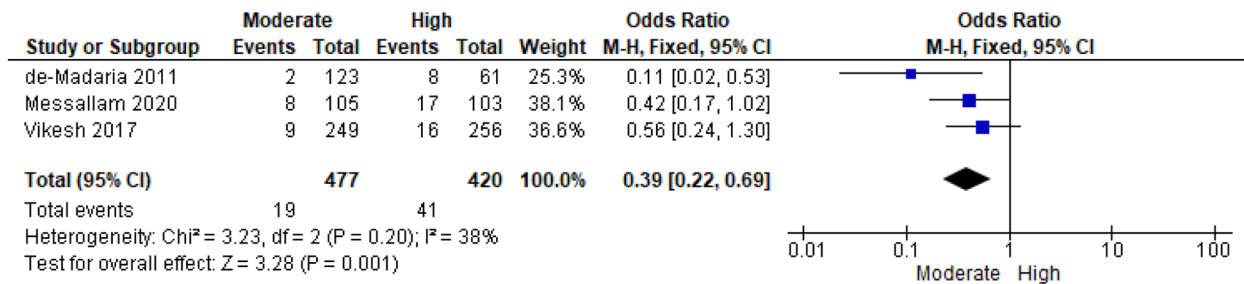 Moderate High Odds Ratio Odds Ratio
Study or Subgroup Events Total Events Total Weight M-H, Fixed, 95% CI M-H, Fixed, 95% CI
de-Madaria 2011 2 123 8 61 25.3% 0.11 [0.02, 0.53]
Messallam 2020 8 105 17 103 38.1% 0.42 [0.17, 1.02]
Vikesh 2017 9 249 16 256 36.6% 0.56 [0.24, 1.30]
Total (95% CI) 477 420 100.0% 0.39 [0.22, 0.69]
Total events 19 41
Heterogeneity: Chi² = 3.23, df = 2 (P = 0.20); I² = 38%
Test for overall effect: Z = 3.28 (P = 0.001)
0.01 0.1 1 10 100
Moderate High